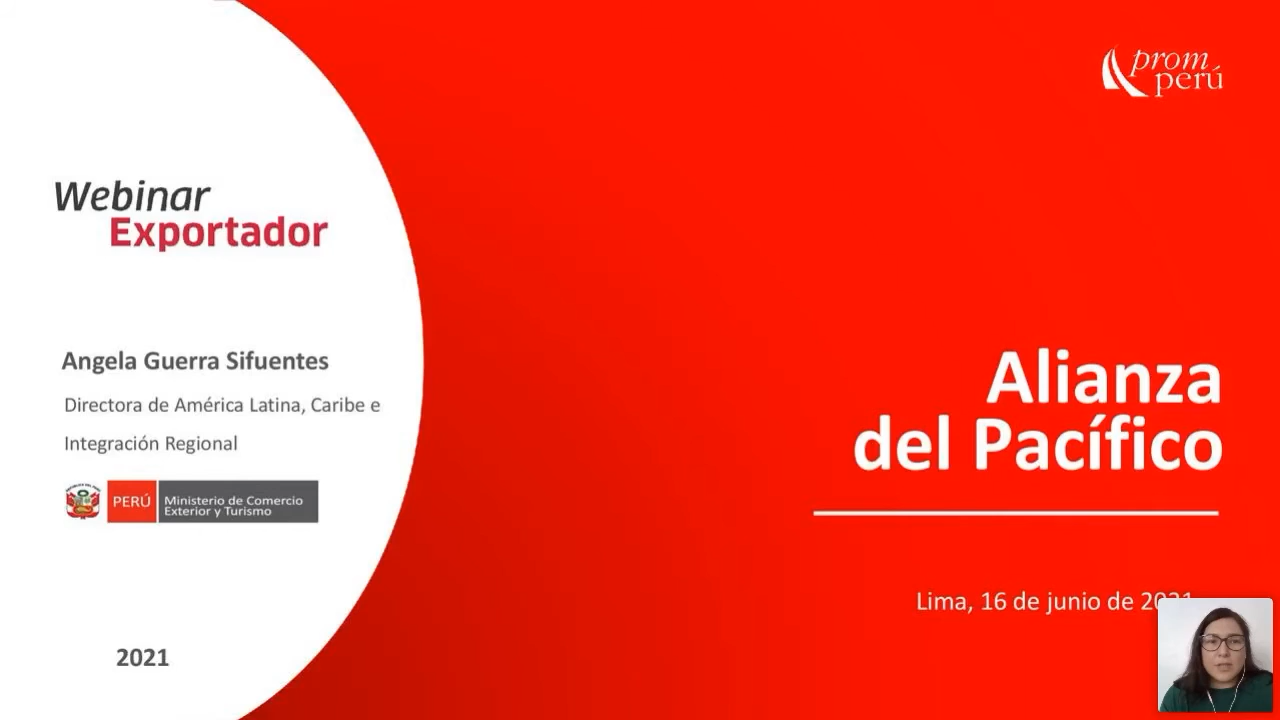 prom
perú
Webinar
Exportador
Angela Guerra Sifuentes
Directora de América Latina, Caribe e
Integración Regional
PERÚ
Ministerio de Comercio
Exterior y Turismo
2021
Alianza
del Pacífico
Lima, 16 de junio de 2021